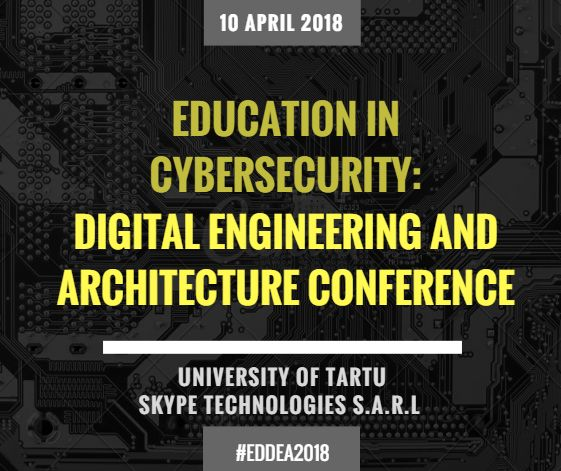 10 APRIL 2018
EDUCATION IN
CYBERSECURITY:
DIGITAL ENGINEERING AND
ARCHITECTURE CONFERENCE
UNIVERSITY OF TARTU
SKYPE TECHNOLOGIES S.A.R.L
#EDDEA2018